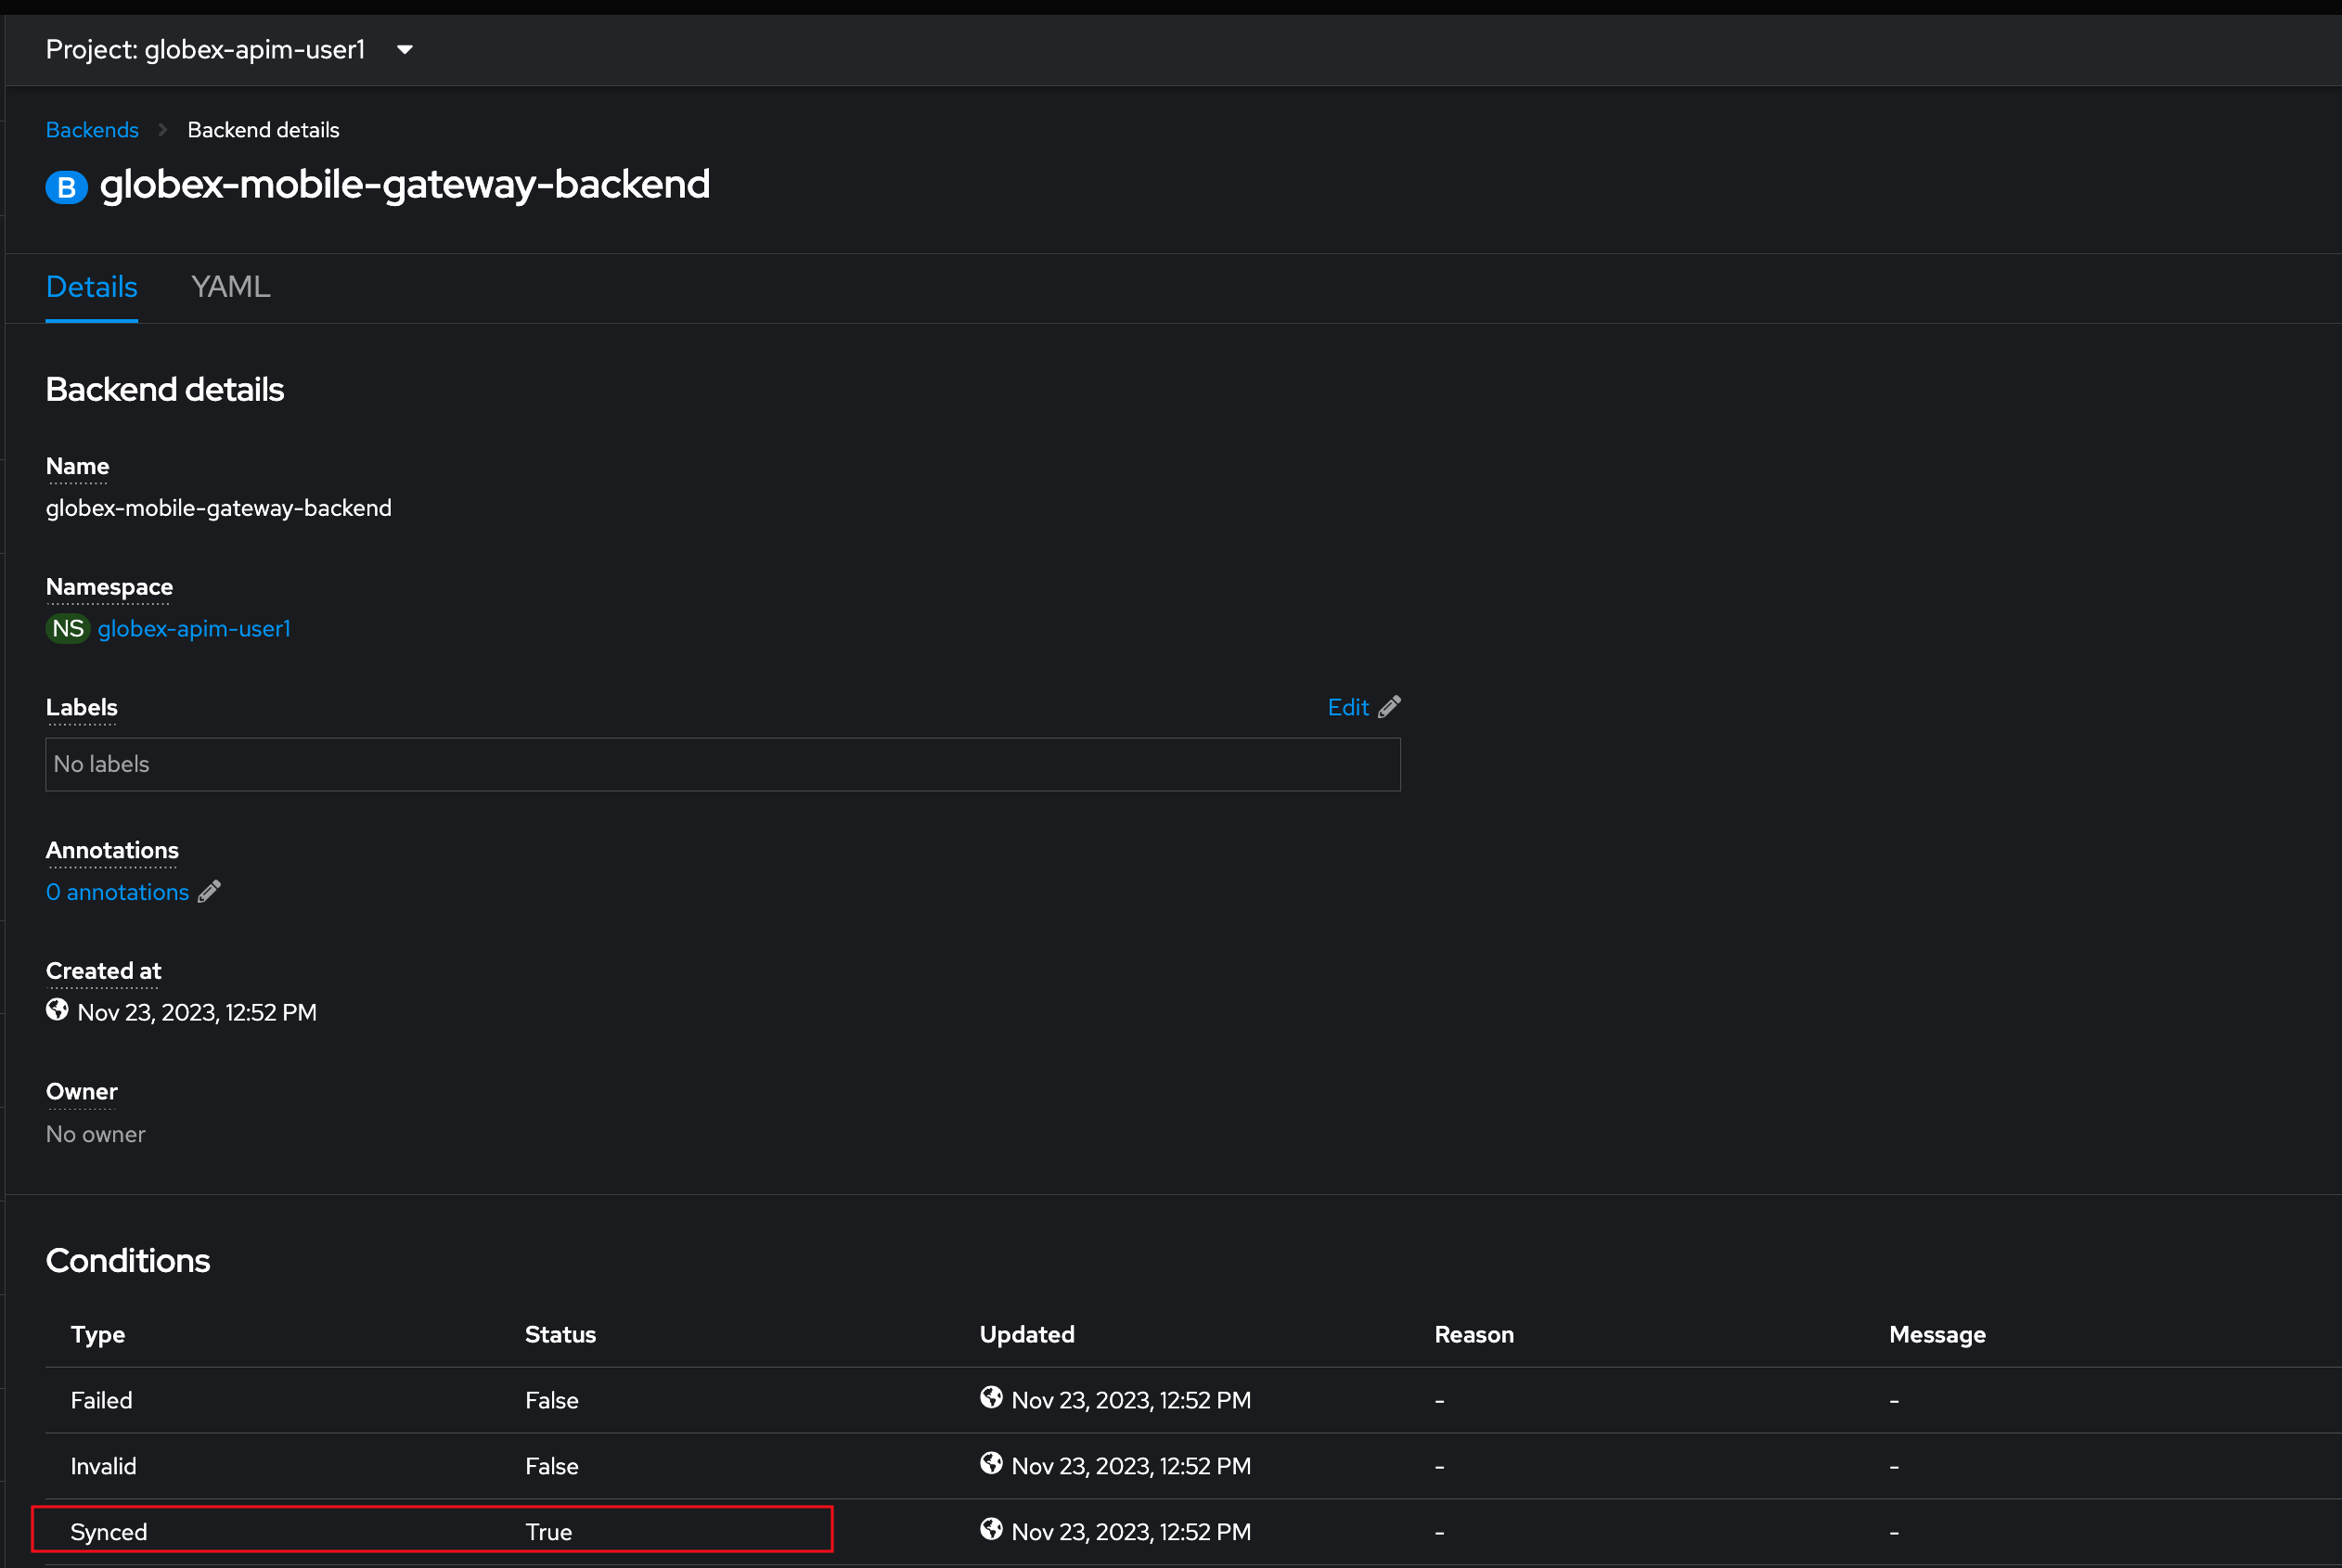 Project: globex-apim-user1
Backends Backend details
B globex-mobile-gateway-backend
Details YAML
Backend details
Name
globex-mobile-gateway-backend
Namespace
NS globex-apim-user1
Labels Edit
No labels
Annotations
0 annotations
Created at
Nov 23, 2023, 12:52 PM
Owner
No owner
Conditions
Type Status Updated Reason Message
Failed False Nov 23, 2023, 12:52 PM - -
Invalid False Nov 23, 2023, 12:52 PM - -
Synced True Nov 23, 2023, 12:52 PM - -